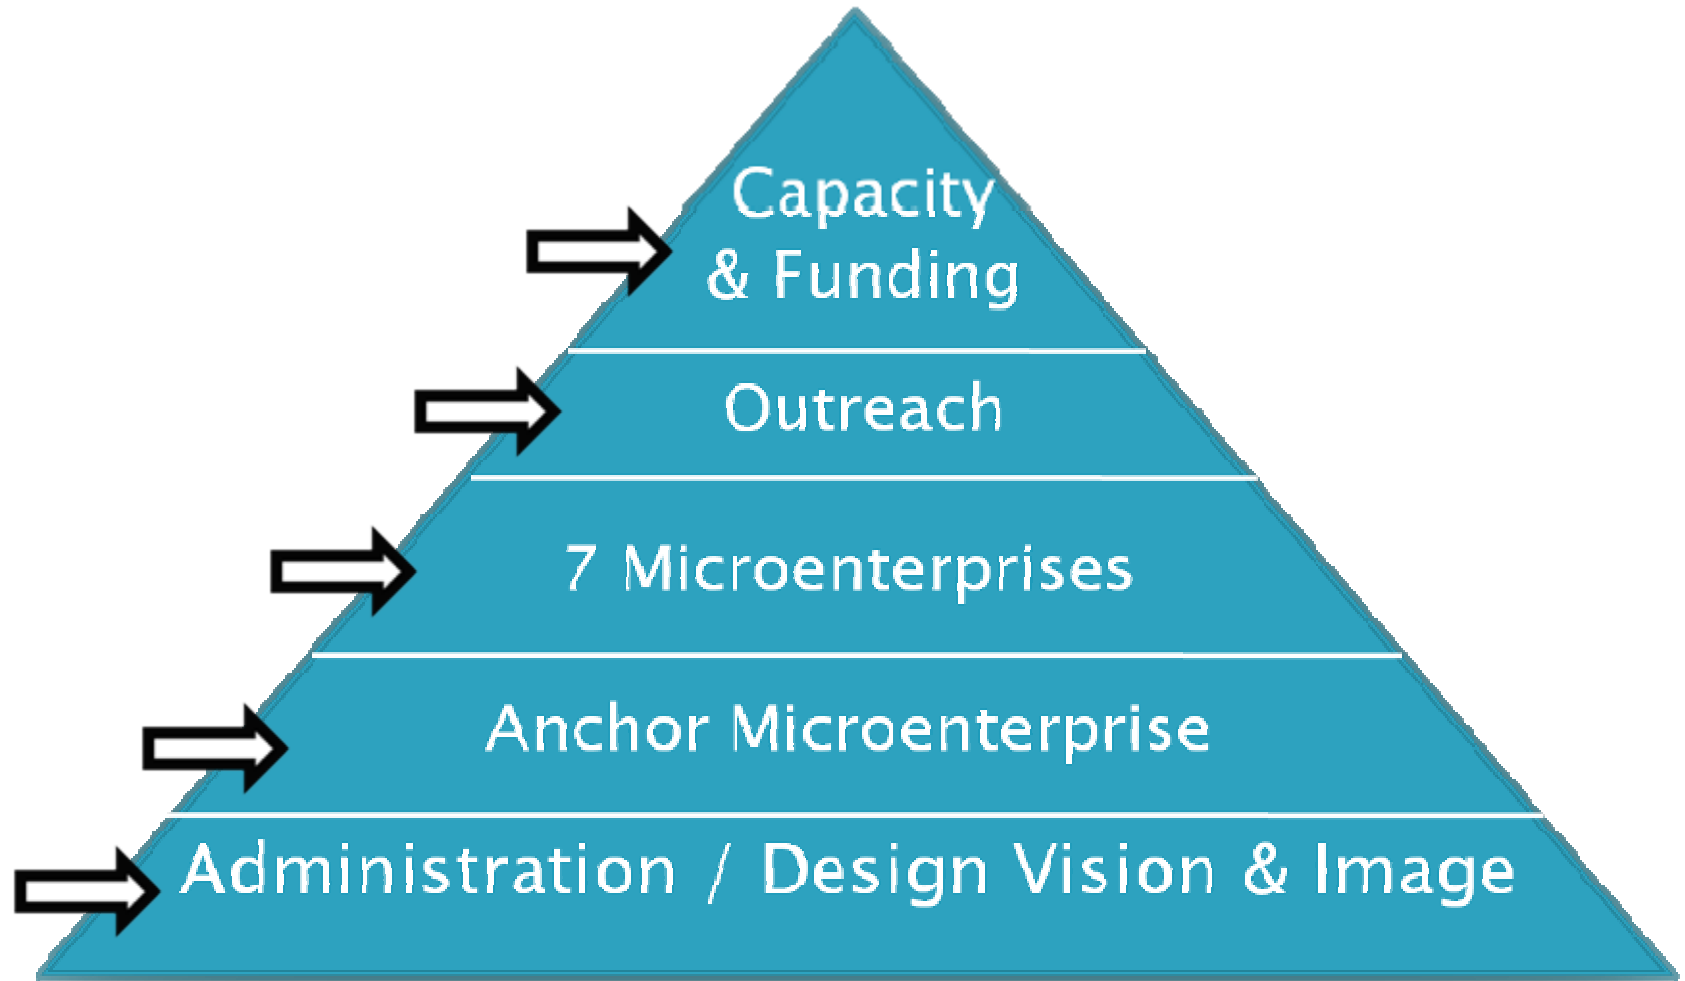 Capacity
& Funding
Outreach
7 Microenterprises
Anchor Microenterprise
Administration / Design Vision & Image